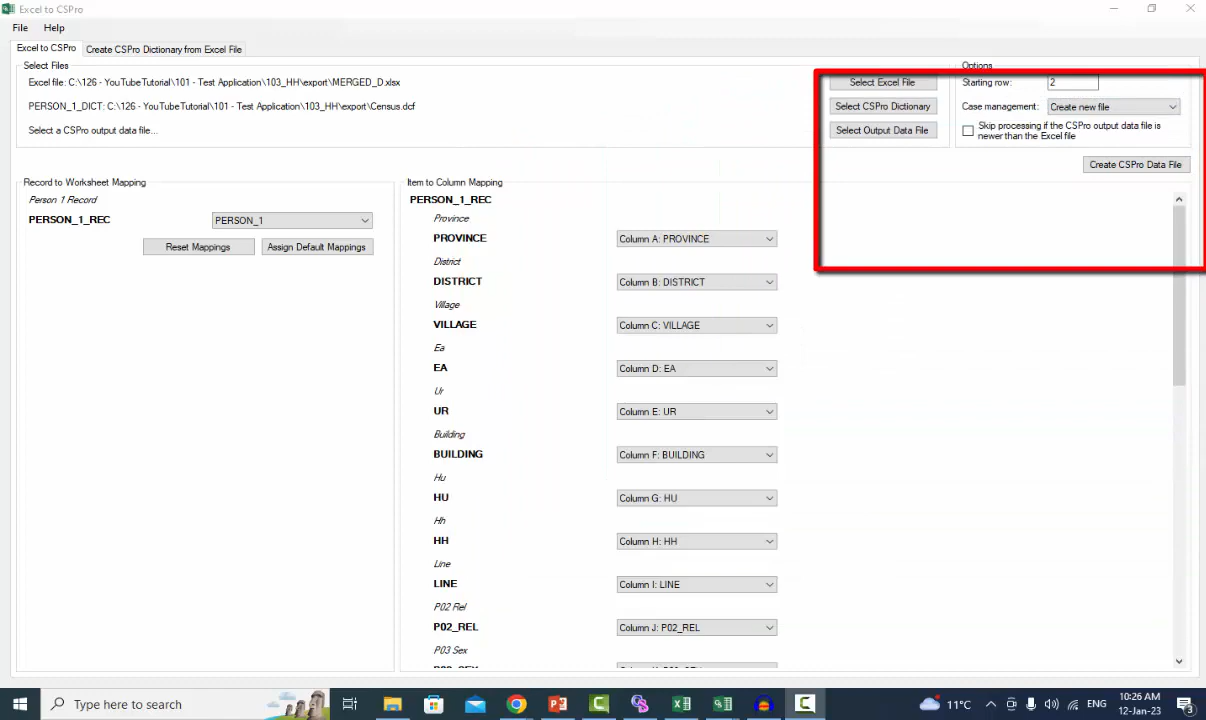 Excel to CSPro
File Help
Excel to CSPro Create CSPro Dictionary from Excel File
Select Files
Excel file: C:\126 - YouTubeTutorial\101 - Test Application\103_HH\export\MERGED_D.xlsx
Select Excel File
PERSON_1_DICT: C:\126 - YouTubeTutorial\101 - Test Application\103_HH\export\Census.dcf
Select CSPro Dictionary
Select a CSPro output data file...
Select Output Data File
Options
Starting row: 2
Case management: Create new file
Skip processing if the CSPro output data file is
newer than the Excel file
Create CSPro Data File
Record to Worksheet Mapping
Person 1 Record
PERSON_1_REC PERSON_1
Reset Mappings Assign Default Mappings
Item to Column Mapping
PERSON_1_REC
Province
PROVINCE Column A: PROVINCE
District
DISTRICT Column B: DISTRICT
Village
VILLAGE Column C: VILLAGE
Ea
EA Column D: EA
Ur
UR Column E: UR
Building
BUILDING Column F: BUILDING
Hu
HU Column G: HU
Hh
HH Column H: HH
Line
LINE Column I: LINE
P02 Rel
P02_REL Column J: P02_REL
P03 Sex
Type here to search
11°C
ENG
10:26 AM
12-Jan-23
3